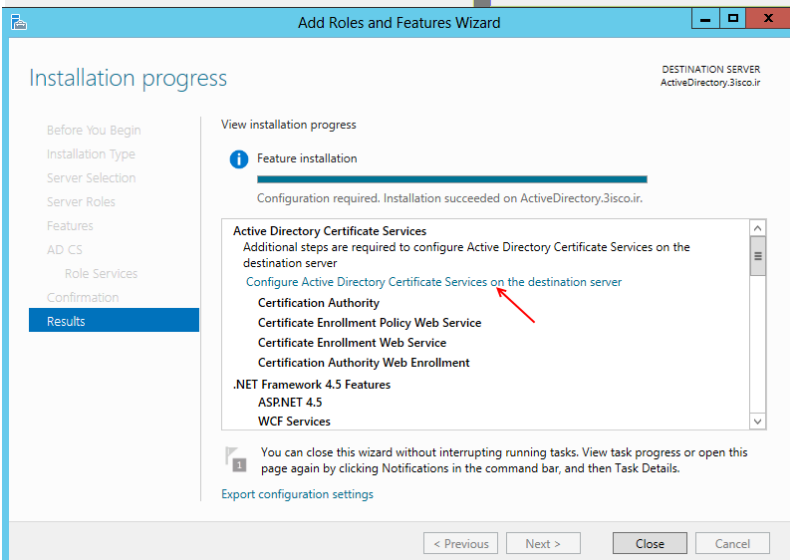 Add Roles and Features Wizard
Installation progress
DESTINATION SERVER
ActiveDirectory.3isco.ir
Before You Begin
Installation Type
Server Selection
Server Roles
Features
AD CS
Role Services
Confirmation
Results
View installation progress
Feature installation
Configuration required. Installation succeeded on ActiveDirectory.3isco.ir.
Active Directory Certificate Services
Additional steps are required to configure Active Directory Certificate Services on the
destination server
Configure Active Directory Certificate Services on the destination server
Certification Authority
Certificate Enrollment Policy Web Service
Certificate Enrollment Web Service
Certification Authority Web Enrollment
.NET Framework 4.5 Features
ASP.NET 4.5
WCF Services
1
You can close this wizard without interrupting running tasks. View task progress or open this
page again by clicking Notifications in the command bar, and then Task Details.
Export configuration settings
< Previous
Next >
Close
Cancel